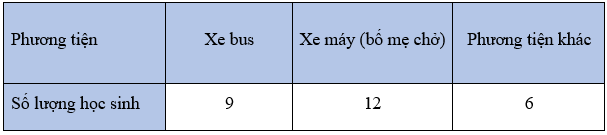 Phương tiện Xe bus Xe máy (bố mẹ chở) Phương tiện khác
Số lượng học sinh 9 12 6